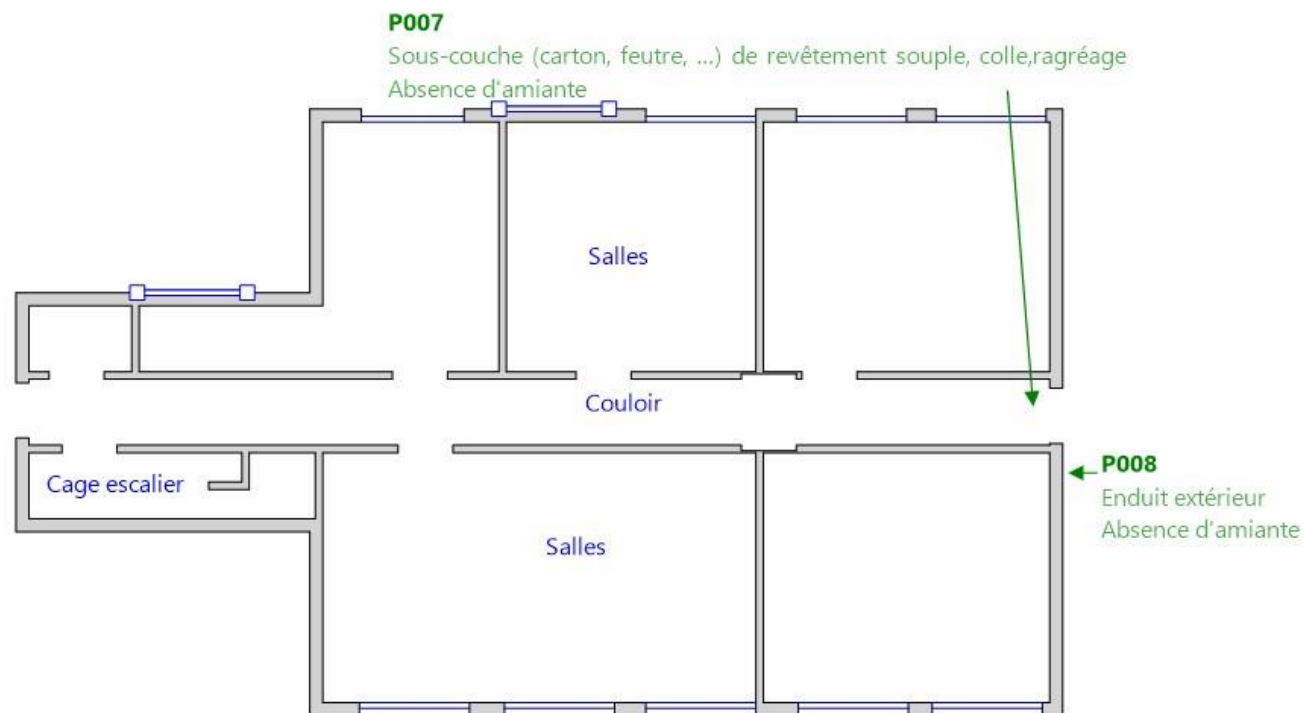 P007
Sous-couche (carton, feutre, ...) de revêtement souple, colle,ragréage
Absence d'amiante
Salles
Couloir
Cage escalier
P008
Enduit extérieur
Absence d'amiante
Salles